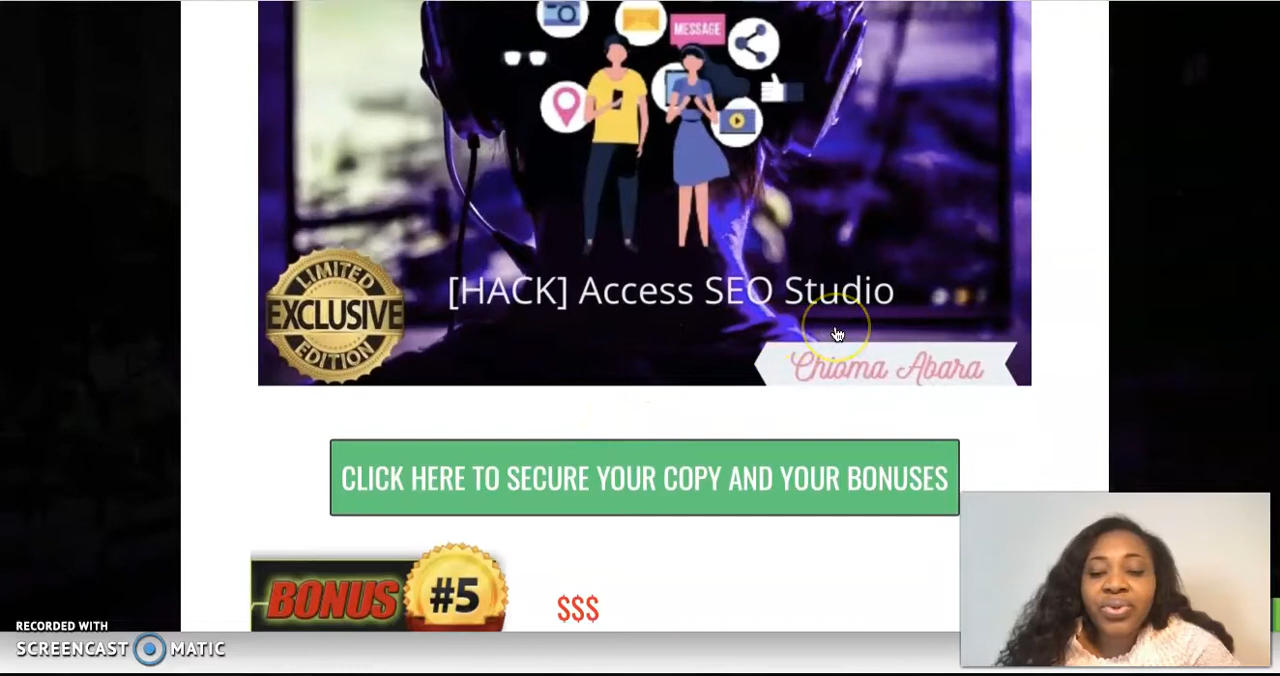 MESSAGE
[HACK] Access SEO Studio
LIMITED
EXCLUSIVE
EDITION
Chioma Abara
CLICK HERE TO SECURE YOUR COPY AND YOUR BONUSES
BONUS #5
$$$
RECORDED WITH
SCREENCAST MATIC